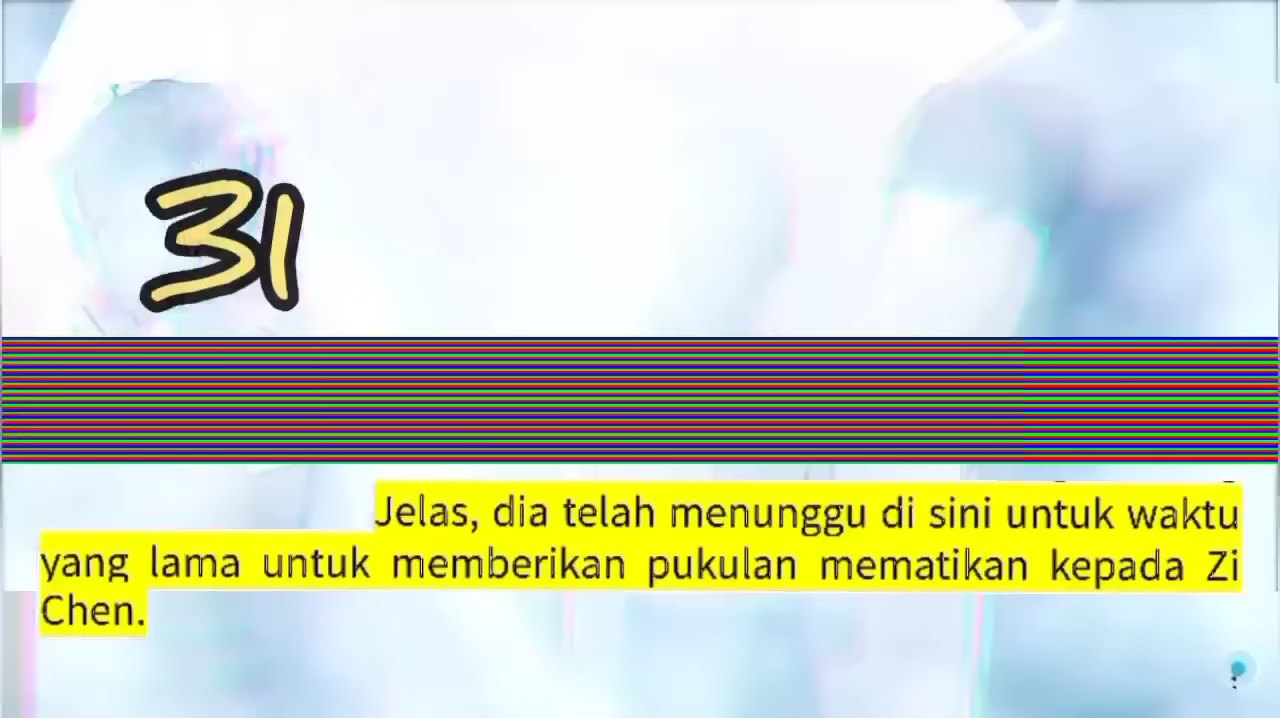 31
Jelas, dia telah menunggu di sini untuk waktu
yang lama untuk memberikan pukulan mematikan kepada Zi
Chen.